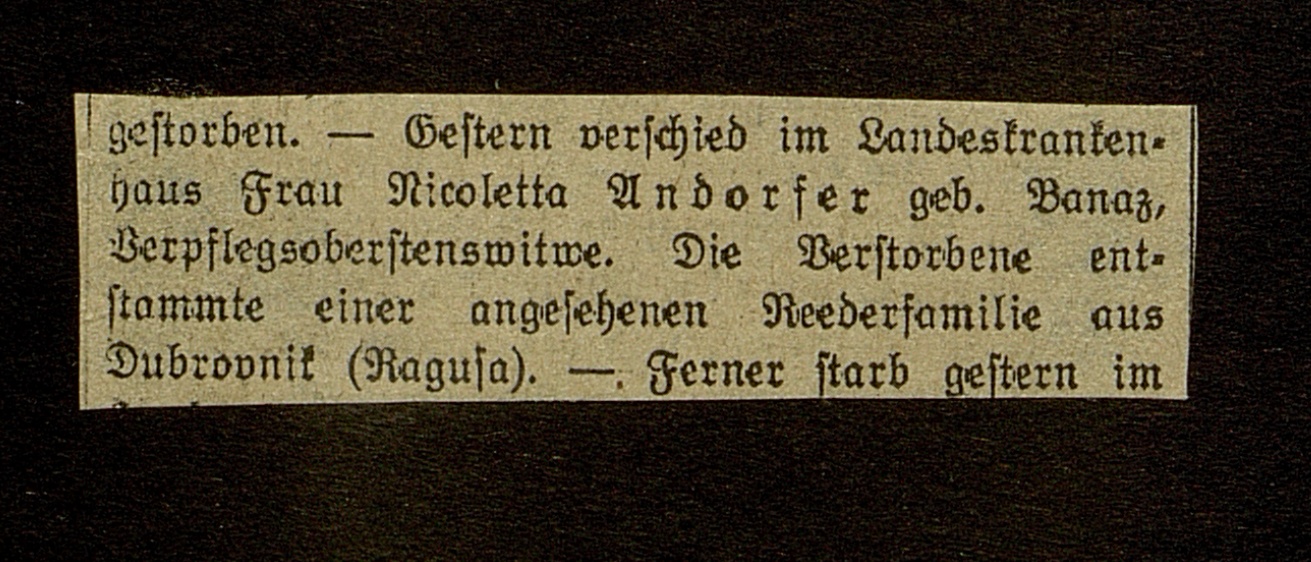 gestorben. — Gestern verschied im Landeskranken-
haus Frau Nicoletta Andorfer geb. Banaz,
Verpflegsoberstenswitwe. Die Verstorbene ent-
stammte einer angesehenen Reederfamilie aus
Dubrovnik (Ragusa). —. Ferner starb gestern im